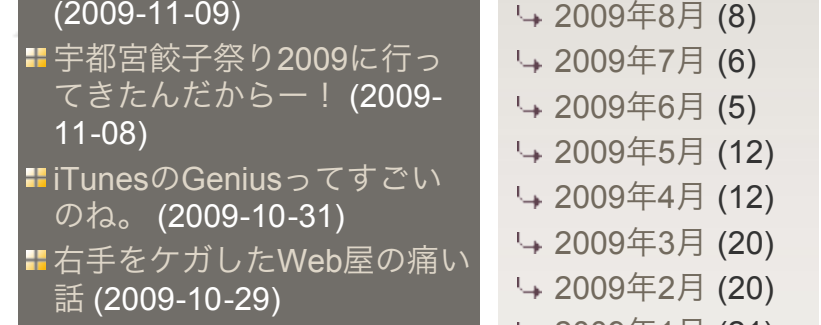 (2009-11-09)
宇都宮餃子祭り2009に行っ
てきたんだからー！ (2009-
11-08)
iTunesのGeniusってすごい
のね。 (2009-10-31)
右手をケガしたWeb屋の痛い
話 (2009-10-29)
2009年8月 (8)
2009年7月 (6)
2009年6月 (5)
2009年5月 (12)
2009年4月 (12)
2009年3月 (20)
2009年2月 (20)